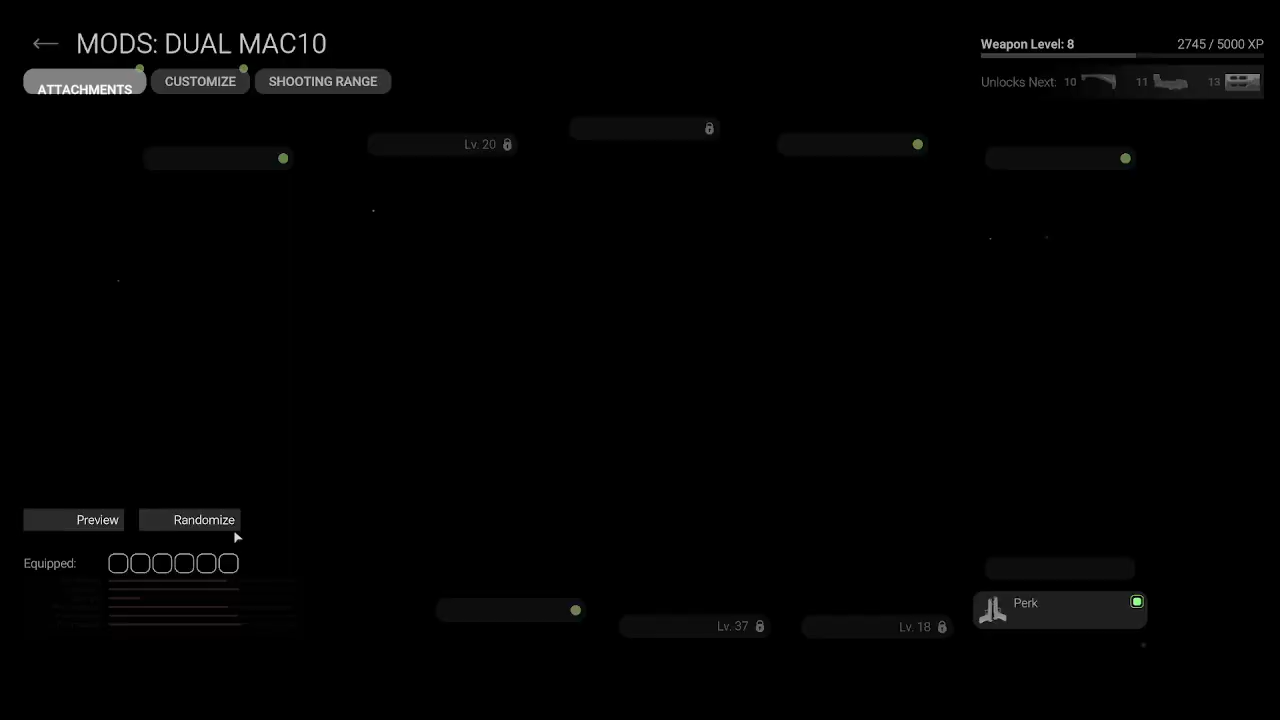 MODS: DUAL MAC10
Weapon Level: 8
2745 / 5000 XP
ATTACHMENTS
CUSTOMIZE
SHOOTING RANGE
Unlocks Next:
10
11
13
Lv. 20
Preview
Randomize
Equipped:
Perk
Lv. 37
Lv. 18